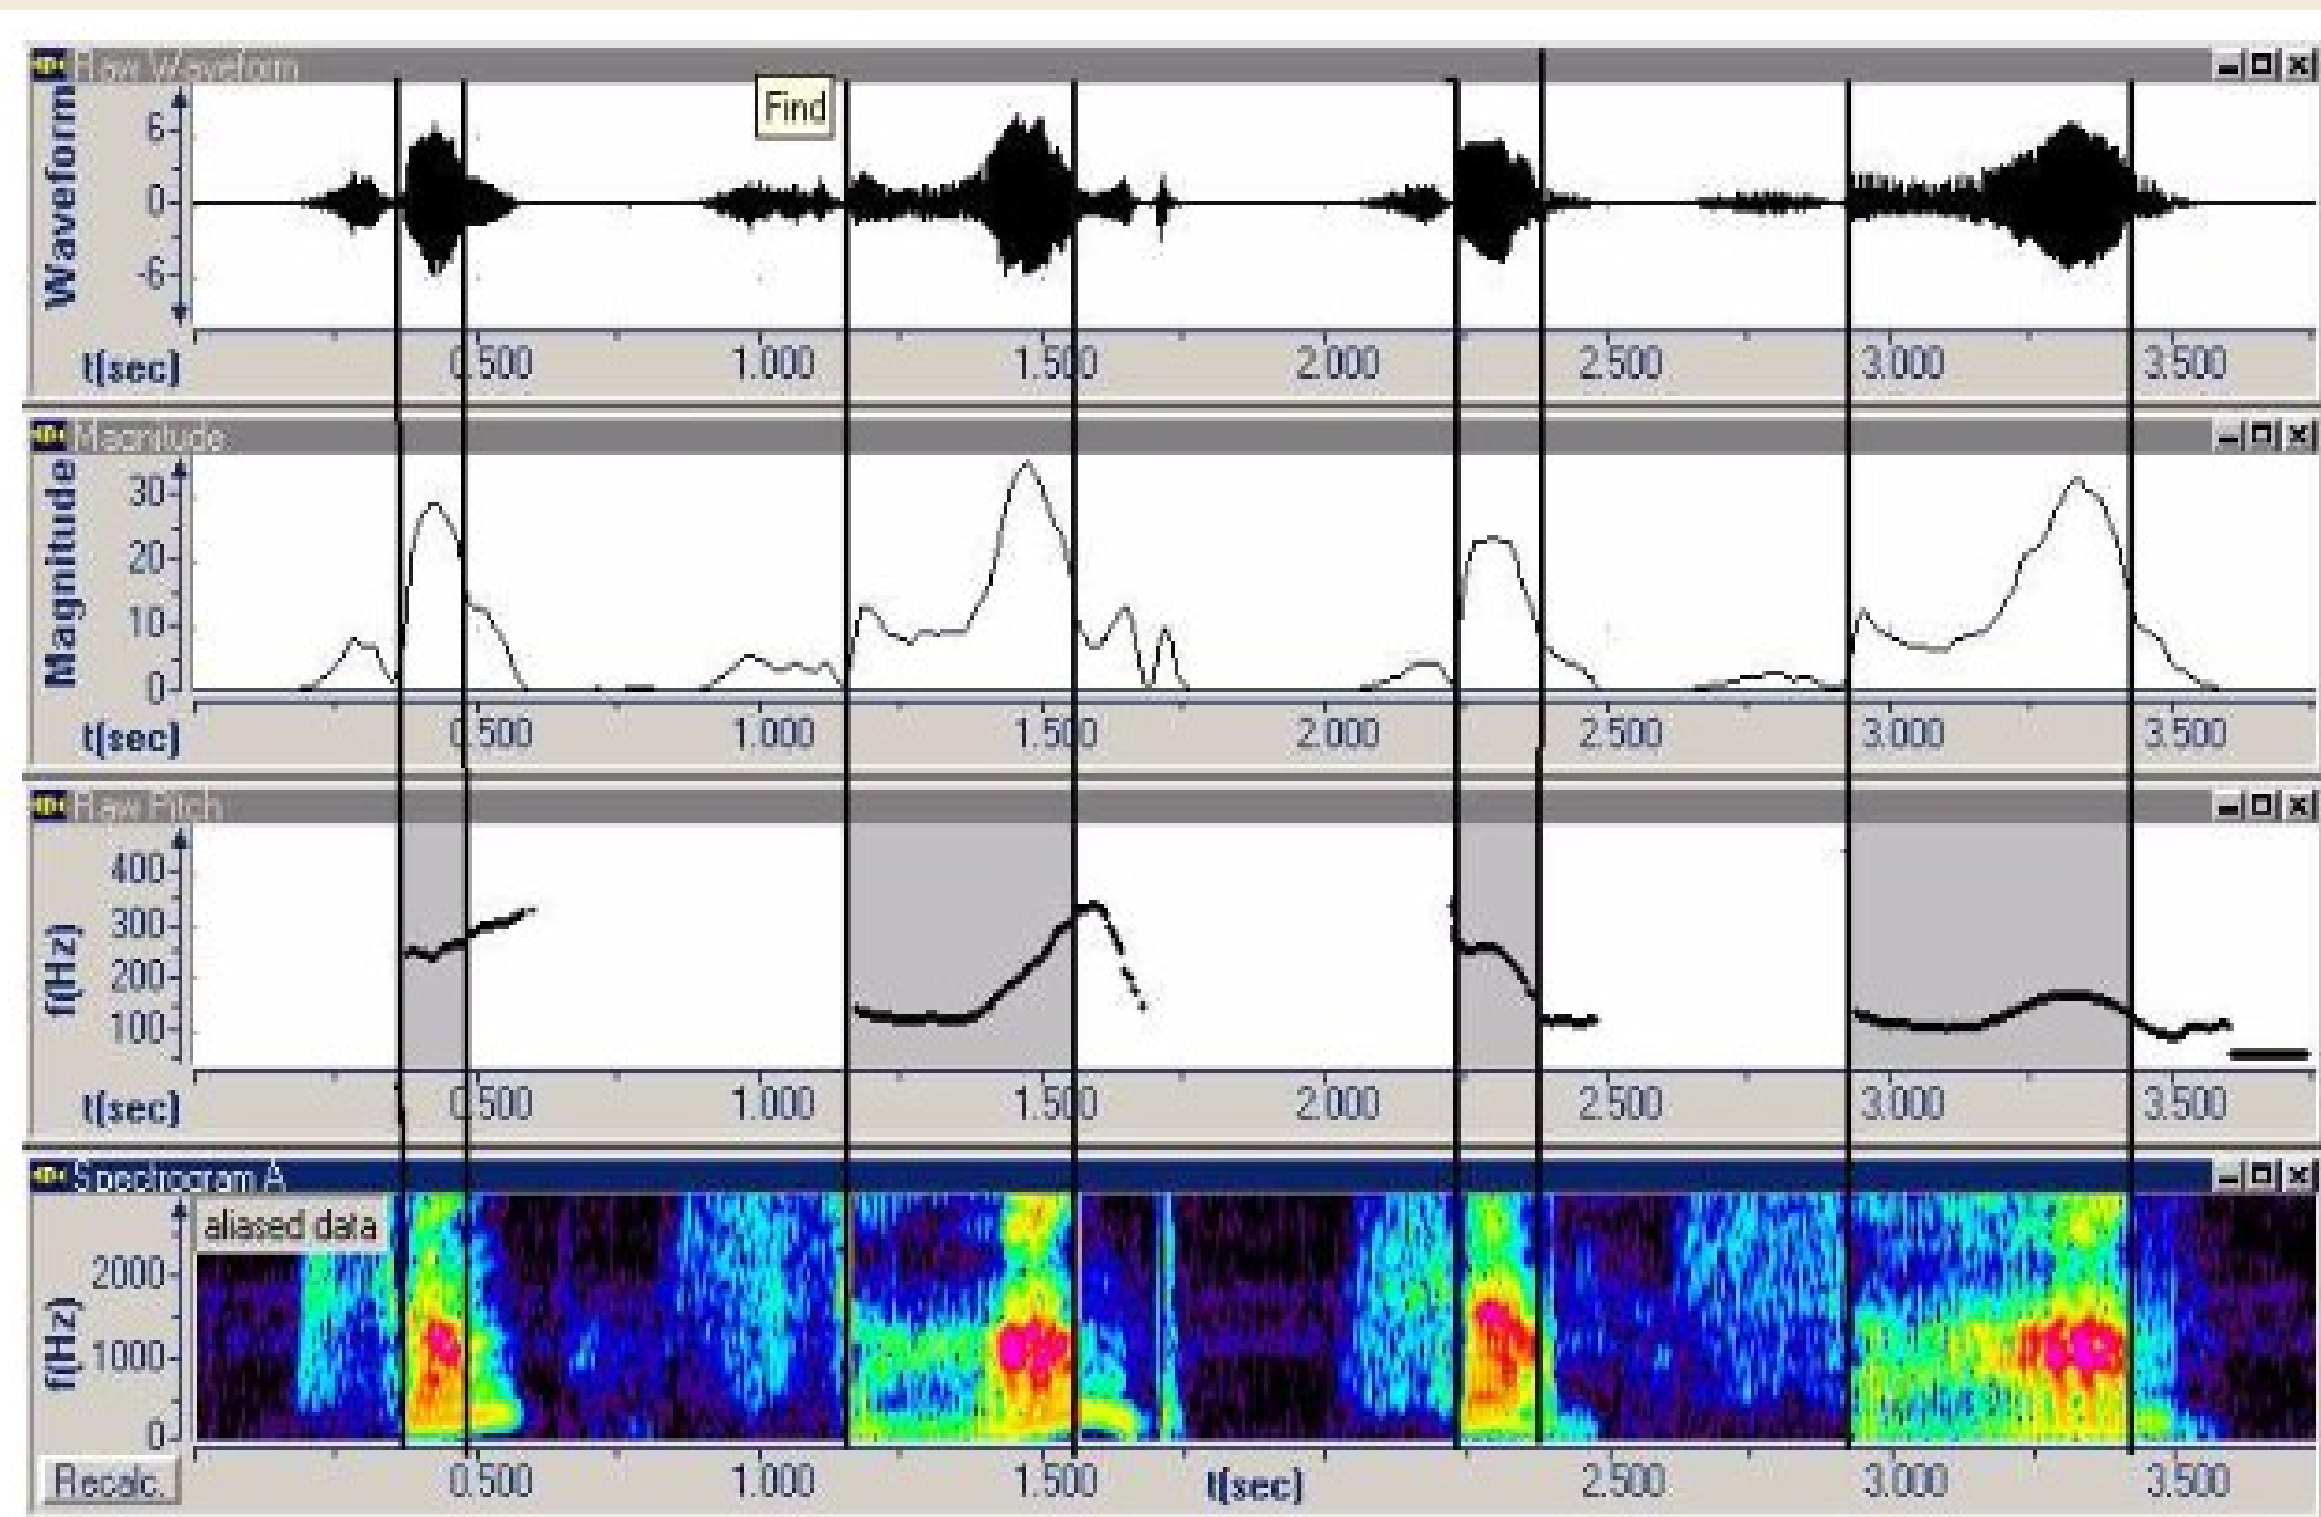 Raw Waveform
Find
Waveform
6
0
-6
t(sec) 0.500 1.000 1.500 2.000 2.500 3.000 3.500
Magnitude
Magnitude
30
20
10
0
t(sec) 0.500 1.000 1.500 2.000 2.500 3.000 3.500
Raw Pitch
f(Hz)
400
300
200
100
t(sec) 0.500 1.000 1.500 2.000 2.500 3.000 3.500
Spectrogram A
aliased data
f(Hz)
2000
1000
0
Recalc. 0.500 1.000 1.500 t(sec) 2.500 3.000 3.500